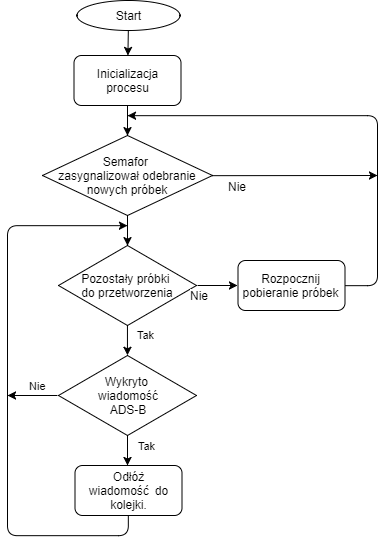 Start
Inicializacja
procesu
Semafor
zasygnalizował odebranie
nowych próbek
Nie
Pozostały próbki
do przetworzenia
Nie
Rozpocznij
pobieranie próbek
Tak
Wykryto
wiadomość
ADS-B
Nie
Tak
Odłóż
wiadomość do
kolejki.